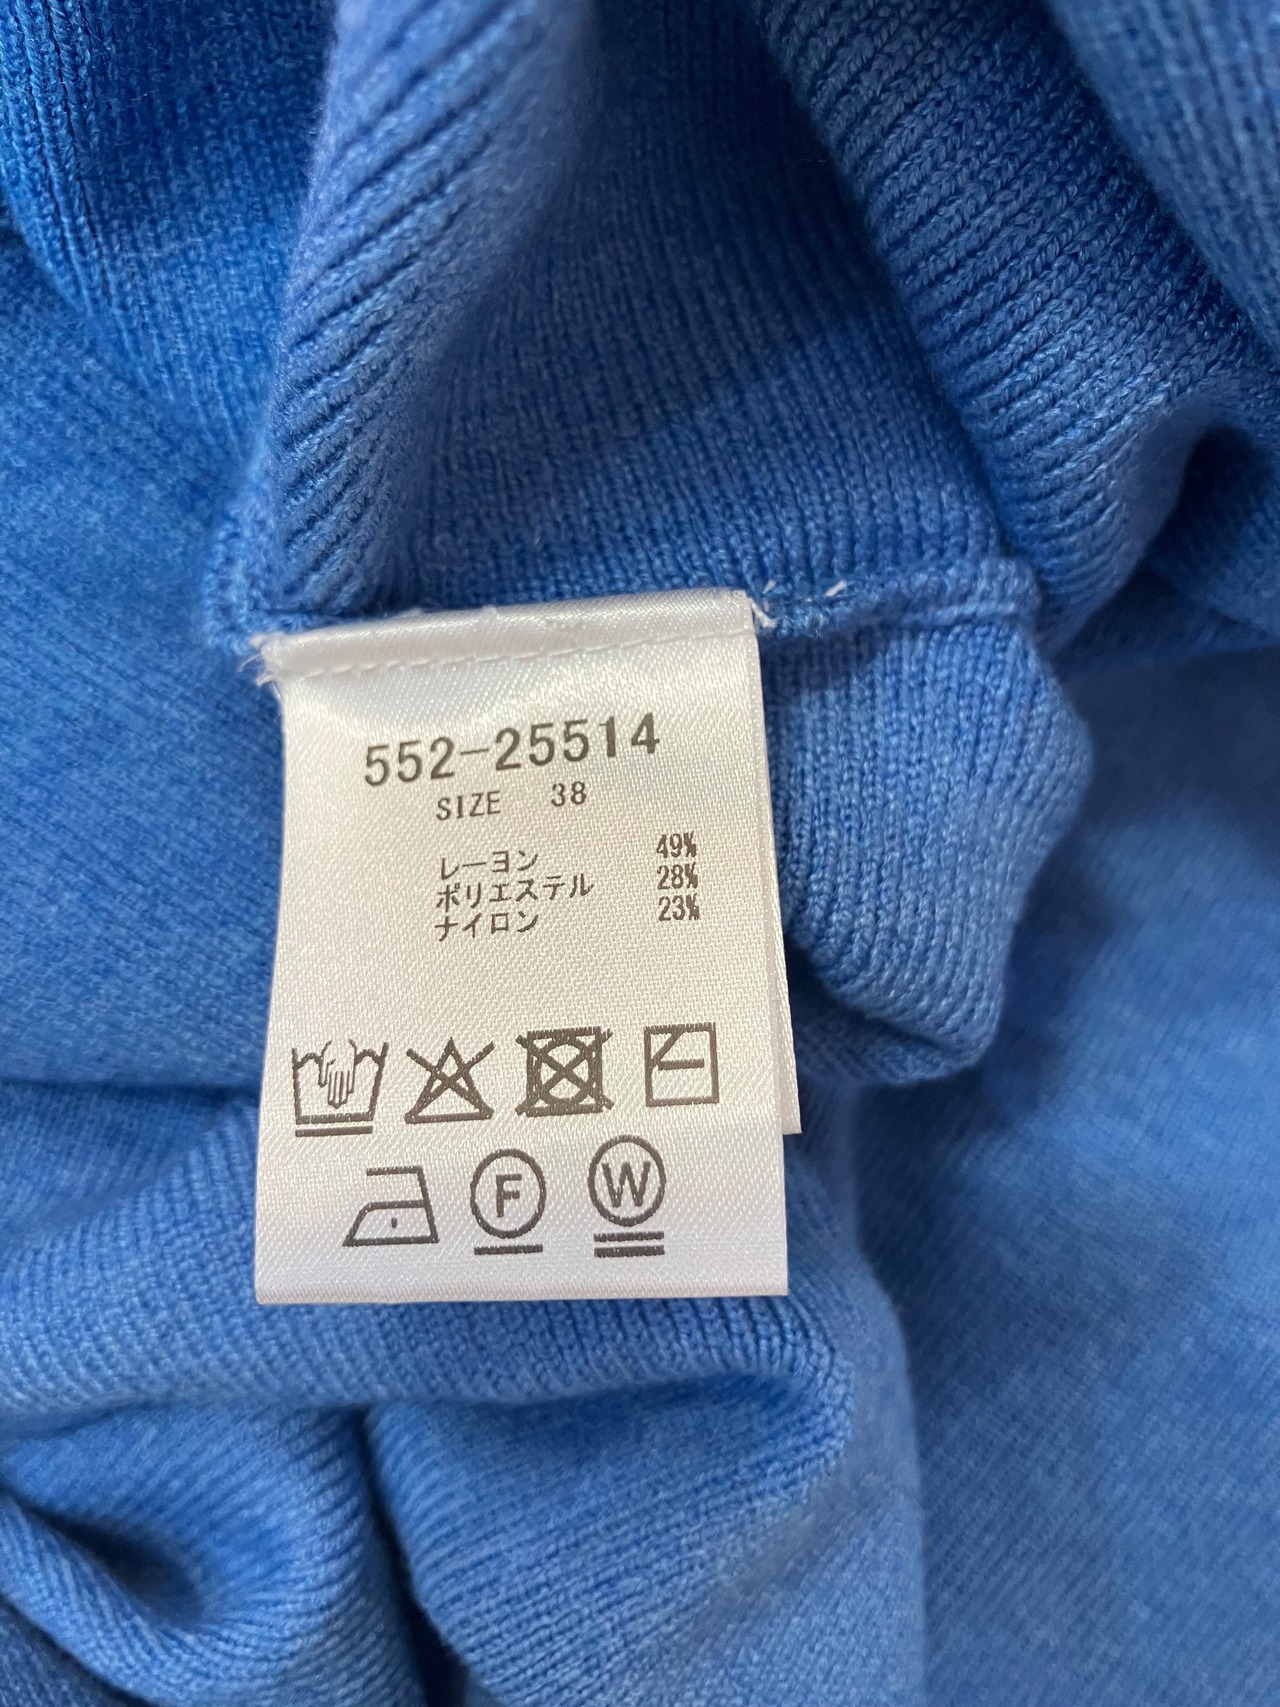 552-25514
SIZE 38
レーヨン 49%
ポリエステル 28%
ナイロン 23%
F
W